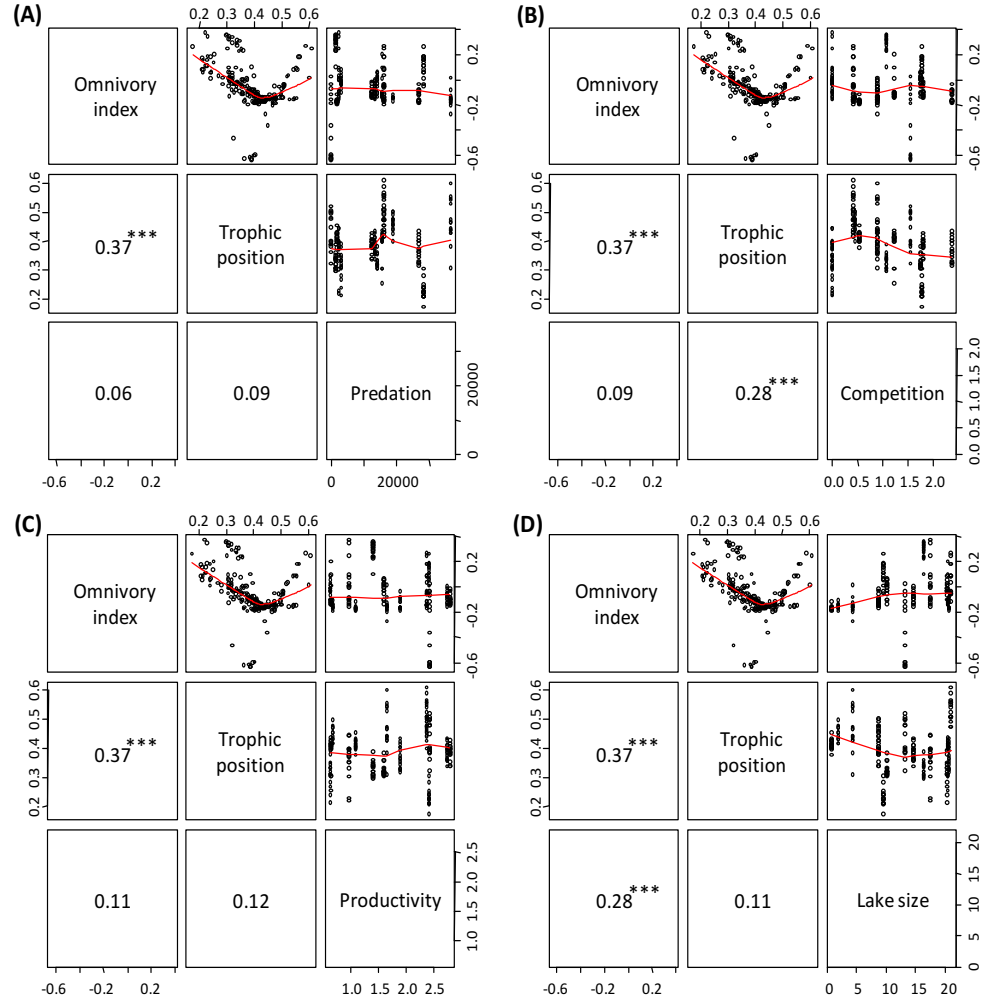 (A)
0.2 0.3 0.4 0.5 0.6
Omnivory
index
0.2
0
-0.2
-0.6
0.6
0.5
0.4
0.3
0.2
0.37***
Trophic
position
0.06
0.09
Predation
20000
0
-0.6 -0.2 0.2
0 20000
(B)
0.2 0.3 0.4 0.5 0.6
Omnivory
index
0.2
0
-0.2
-0.6
0.6
0.5
0.4
0.3
0.2
0.37***
Trophic
position
0.09
0.28***
Competition
2.0
1.5
1.0
0.5
0.0
-0.6 -0.2 0.2
0.0 0.5 1.0 2.0
(C)
0.2 0.3 0.4 0.5 0.6
Omnivory
index
0.2
-0.2
-0.6
0.6
0.5
0.4
0.3
0.2
0.37***
Trophic
position
0.11
0.12
Productivity
2.5
1.5
1.0
-0.6 -0.2 0.2
1.0 1.5 2.5
(D)
0.2 0.3 0.4 0.5 0.6
Omnivory
index
0.2
-0.2
-0.6
0.6
0.5
0.4
0.3
0.2
0.37***
Trophic
position
0.28***
0.11
Lake size
20
15
10
0
-0.6 -0.2 0.2
0 5 10 15 20